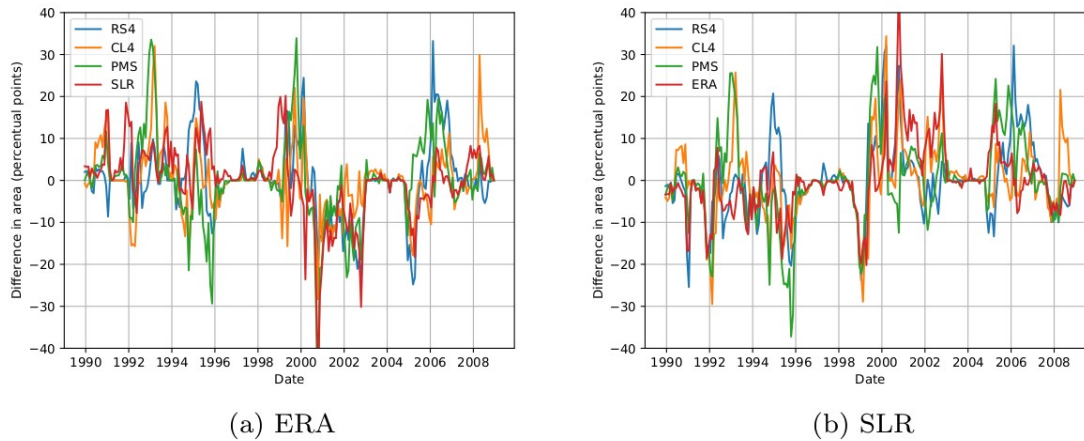 40
30
20
10
0
−10
−20
−30
−40
Difference in area (percentual points)
RS4
CL4
PMS
SLR
1990 1992 1994 1996 1998 2000 2002 2004 2006 2008
Date
(a) ERA
40
30
20
10
0
−10
−20
−30
−40
Difference in area (percentual points)
RS4
CL4
PMS
ERA
1990 1992 1994 1996 1998 2000 2002 2004 2006 2008
Date
(b) SLR